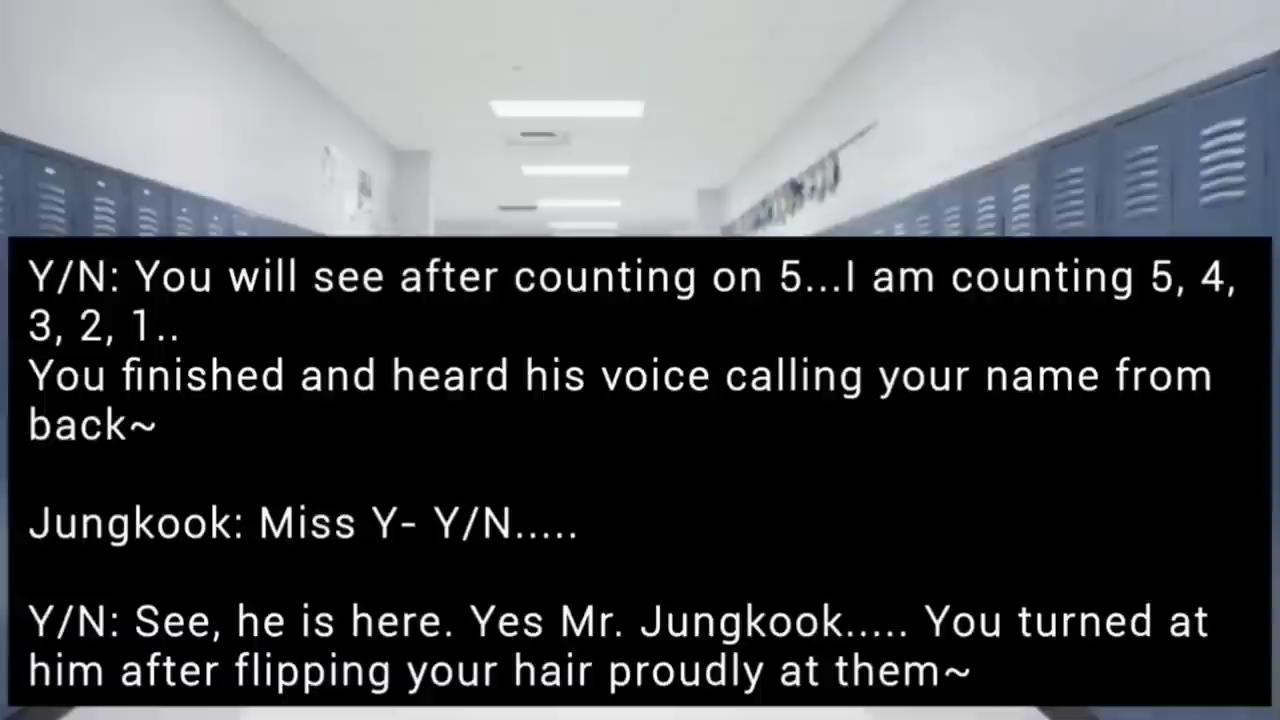 Y/N: You will see after counting on 5...I am counting 5, 4,
3, 2, 1..
You finished and heard his voice calling your name from
back~
Jungkook: Miss Y- Y/N.....
Y/N: See, he is here. Yes Mr. Jungkook..... You turned at
him after flipping your hair proudly at them~